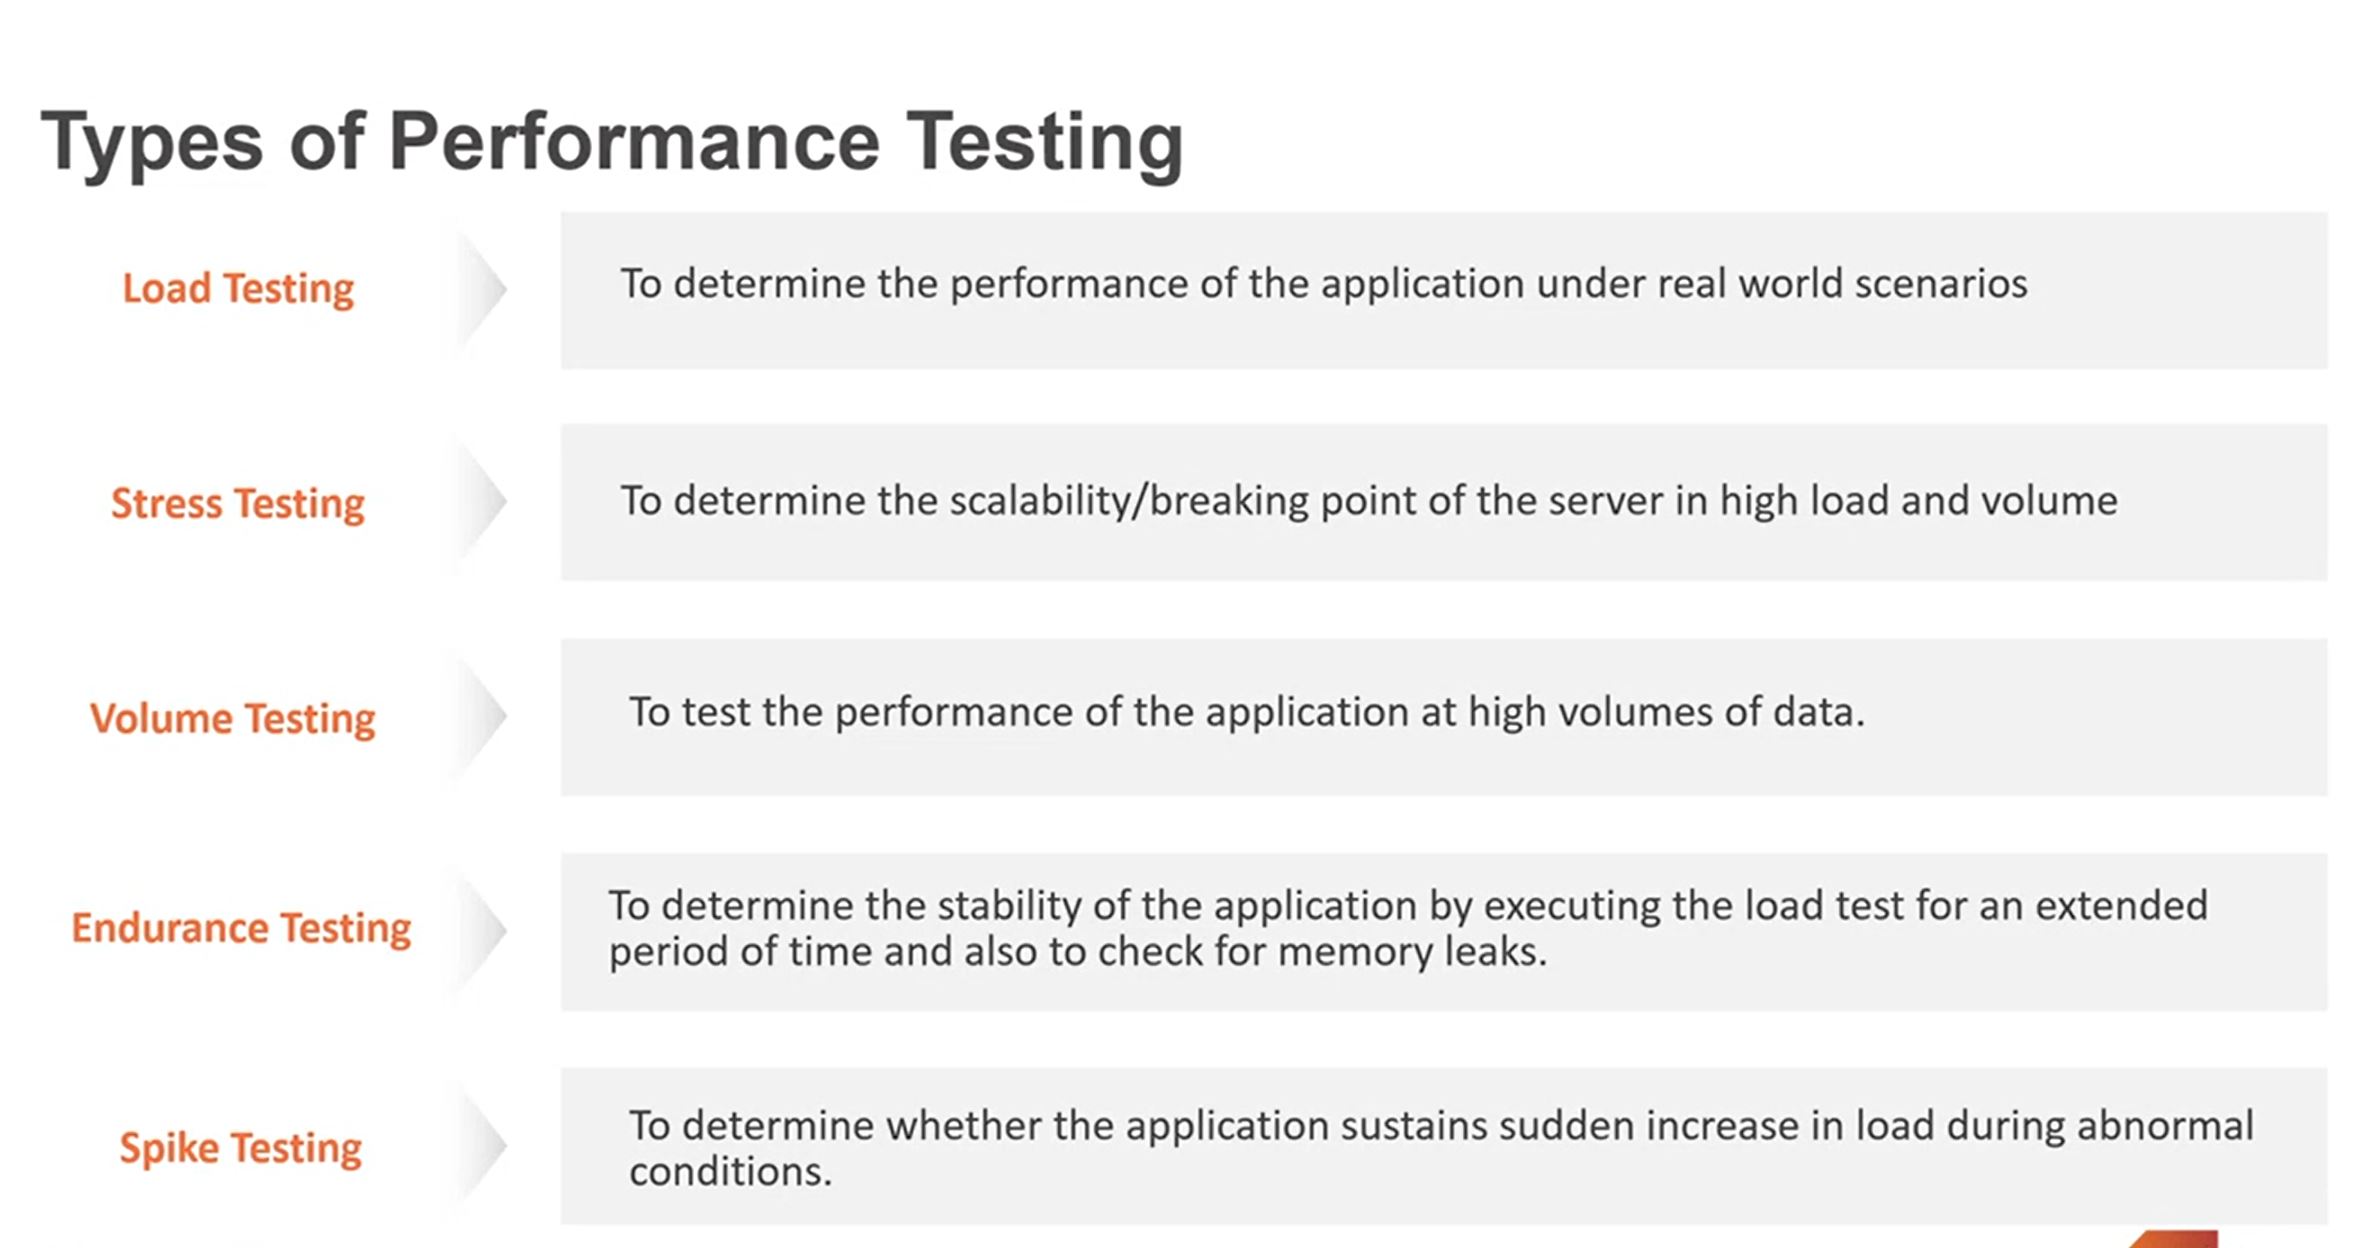 Types of Performance Testing
Load Testing
To determine the performance of the application under real world scenarios
Stress Testing
To determine the scalability/breaking point of the server in high load and volume
Volume Testing
To test the performance of the application at high volumes of data.
Endurance Testing
To determine the stability of the application by executing the load test for an extended
period of time and also to check for memory leaks.
Spike Testing
To determine whether the application sustains sudden increase in load during abnormal
conditions.